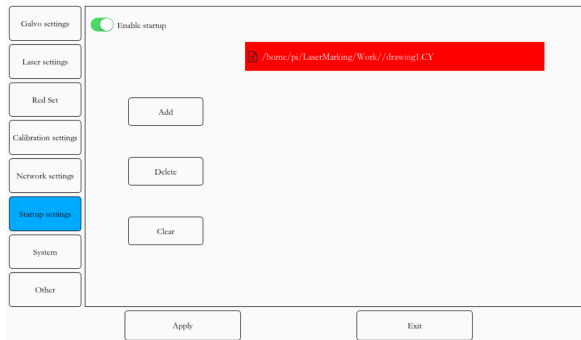 Galvo settings
Enable startup
Laser settings
/home/pi/LaserMarking/Work//drawing1.CY
Red Set
Add
Calibration settings
Network settings
Delete
Startup settings
Clear
System
Other
Apply
Exit